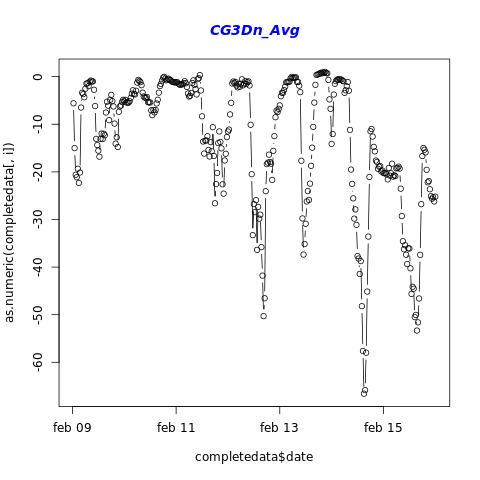 CG3Dn_Avg
as.numeric(completedata[, i])
0
-10
-20
-30
-40
-50
-60
feb 09
feb 11
feb 13
feb 15
completedata$date